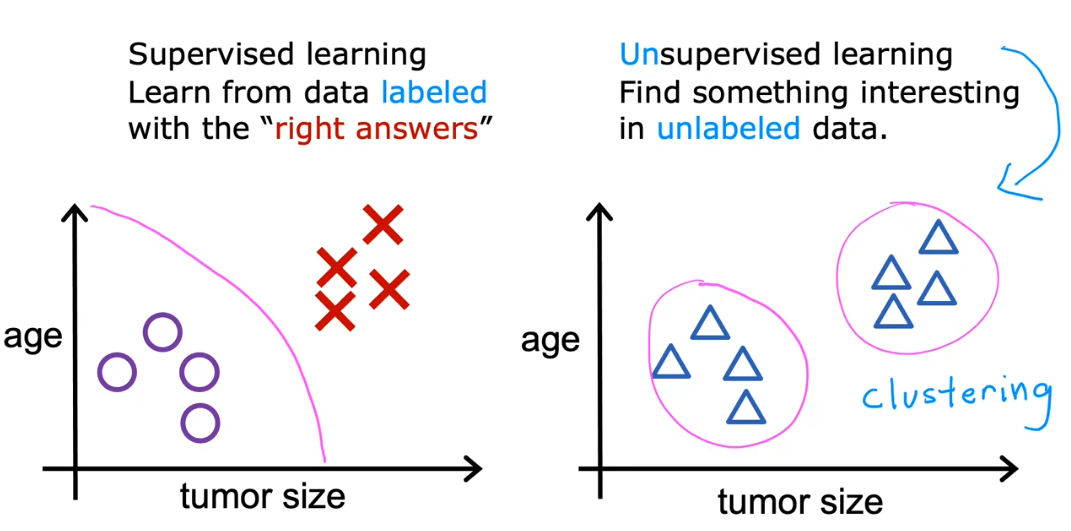 Supervised learning
Learn from data labeled
with the “right answers”
age
tumor size
Unsupervised learning
Find something interesting
in unlabeled data.
age
clustering
tumor size